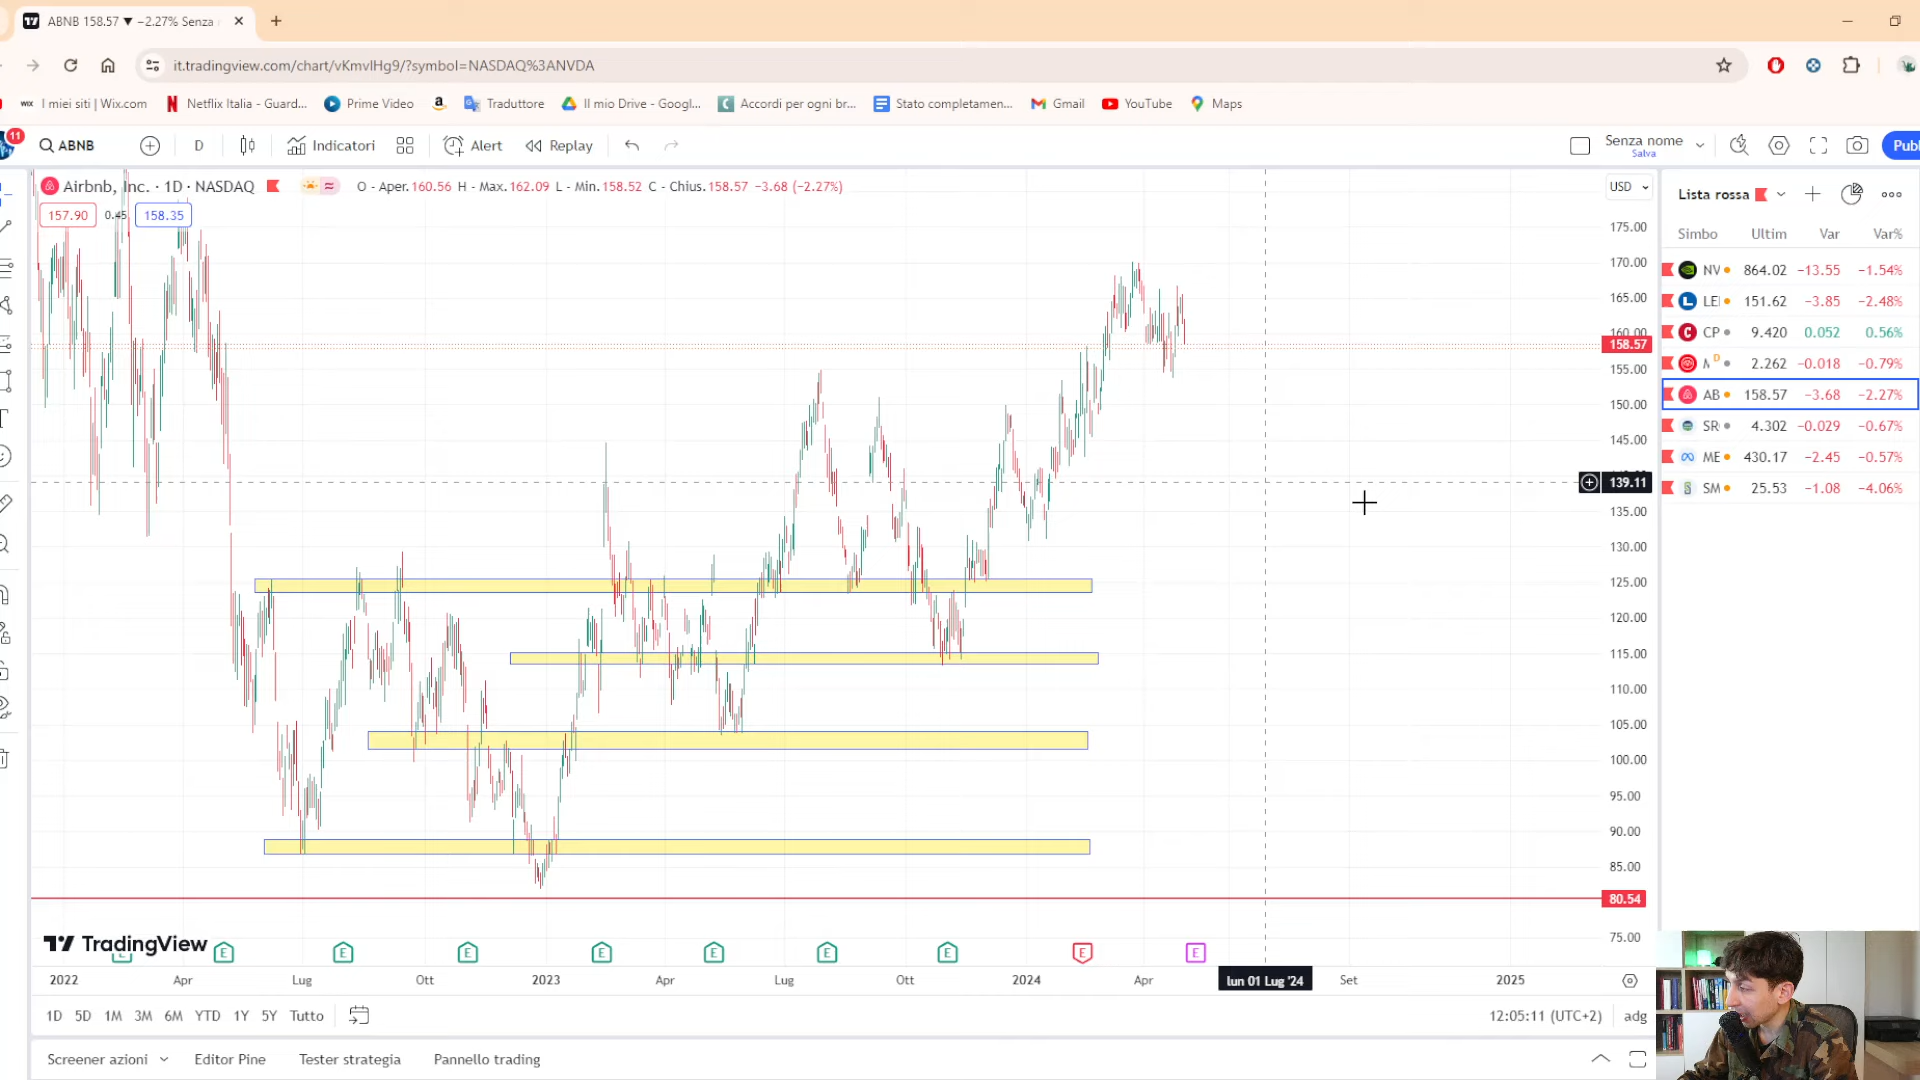 ABNB 158.57 ▼ −2.27% Senza
it.tradingview.com/chart/vKmvIHg9/?symbol=NASDAQ%3ANVDA
I miei siti | Wix.com
Netflix Italia - Guard...
Prime Video
Traduttore
Il mio Drive - Googl...
Accordi per ogni br...
Stato completamen...
Gmail
YouTube
Maps
11
ABNB
D
Indicatori
Alert
Replay
Senza nome
Salva
Publ
Airbnb, Inc. · 1D · NASDAQ
O - Aper.160.56 H - Max.162.09 L - Min.158.52 C - Chius.158.57 −3.68 (−2.27%)
157.90 0.45 158.35
USD
175.00
170.00
165.00
160.00
158.57
155.00
150.00
145.00
139.11
135.00
130.00
125.00
120.00
115.00
110.00
105.00
100.00
95.00
90.00
85.00
80.54
75.00
Lista rossa
Simbo Ultim Var Var%
NV 864.02 −13.55 −1.54%
LE 151.62 −3.85 −2.48%
CP 9.420 0.052 0.56%
D 2.262 −0.018 −0.79%
AB 158.57 −3.68 −2.27%
SR 4.302 −0.029 −0.67%
ME 430.17 −2.45 −0.57%
SM 25.53 −1.08 −4.06%
TradingView
E E E E E E E E E E
2022 Apr Lug Ott 2023 Apr Lug Ott 2024 Apr lun 01 Lug '24 Set 2025
1D 5D 1M 3M 6M YTD 1Y 5Y Tutto
12:05:11 (UTC+2) adg
Screener azioni Editor Pine Tester strategia Pannello trading